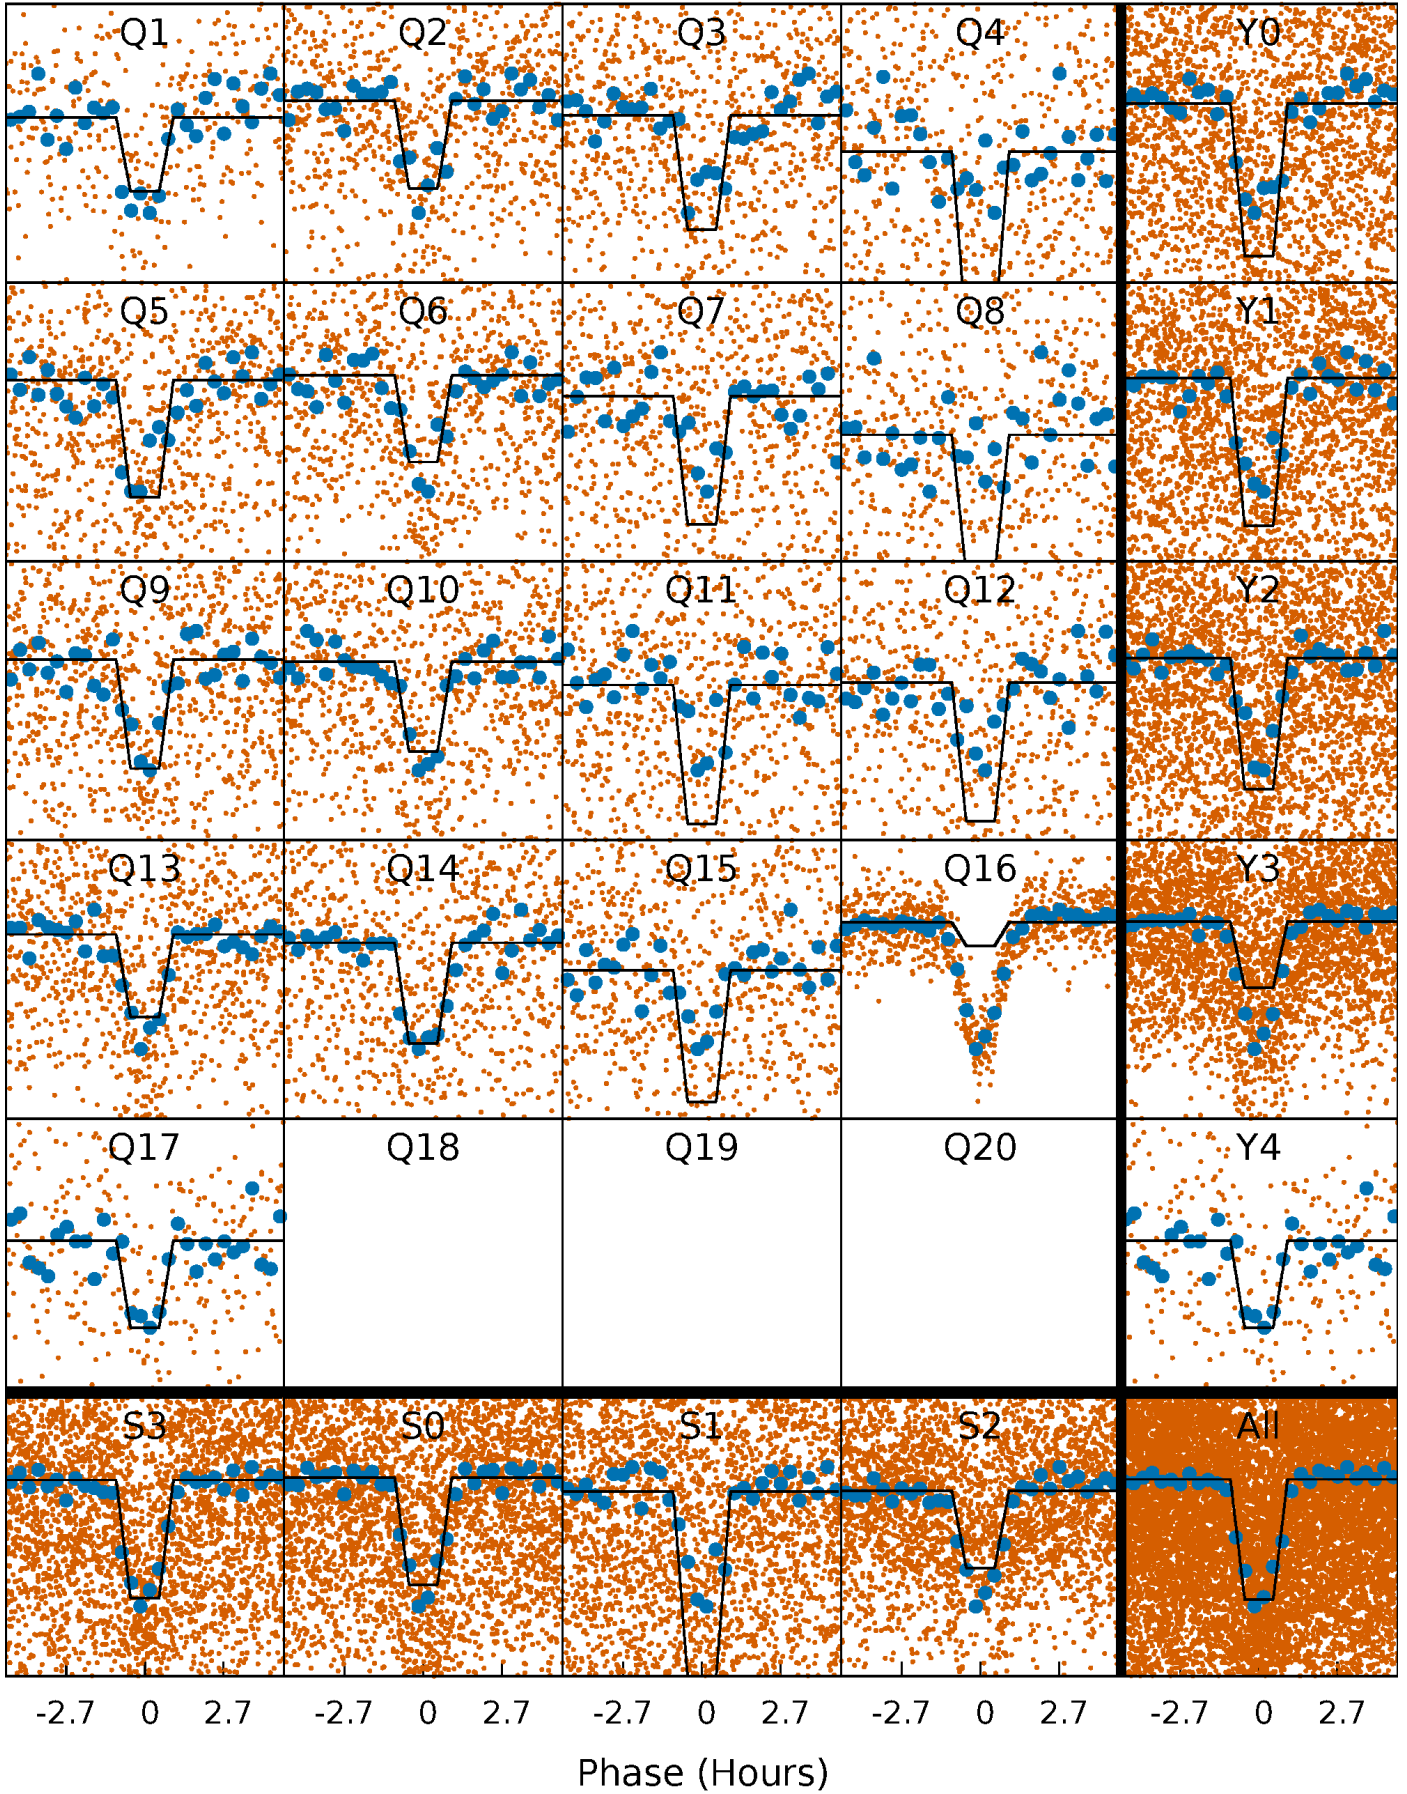 Q1 Q2 Q3 Q4 Y0
Q5 Q6 Q7 Q8 Y1
Q9 Q10 Q11 Q12 Y2
Q13 Q14 Q15 Q16 Y3
Q17 Q18 Q19 Q20 Y4
S3 S0 S1 S2 All
-2.7 0 2.7 -2.7 0 2.7 -2.7 0 2.7 -2.7 0 2.7 -2.7 0 2.7
Phase (Hours)